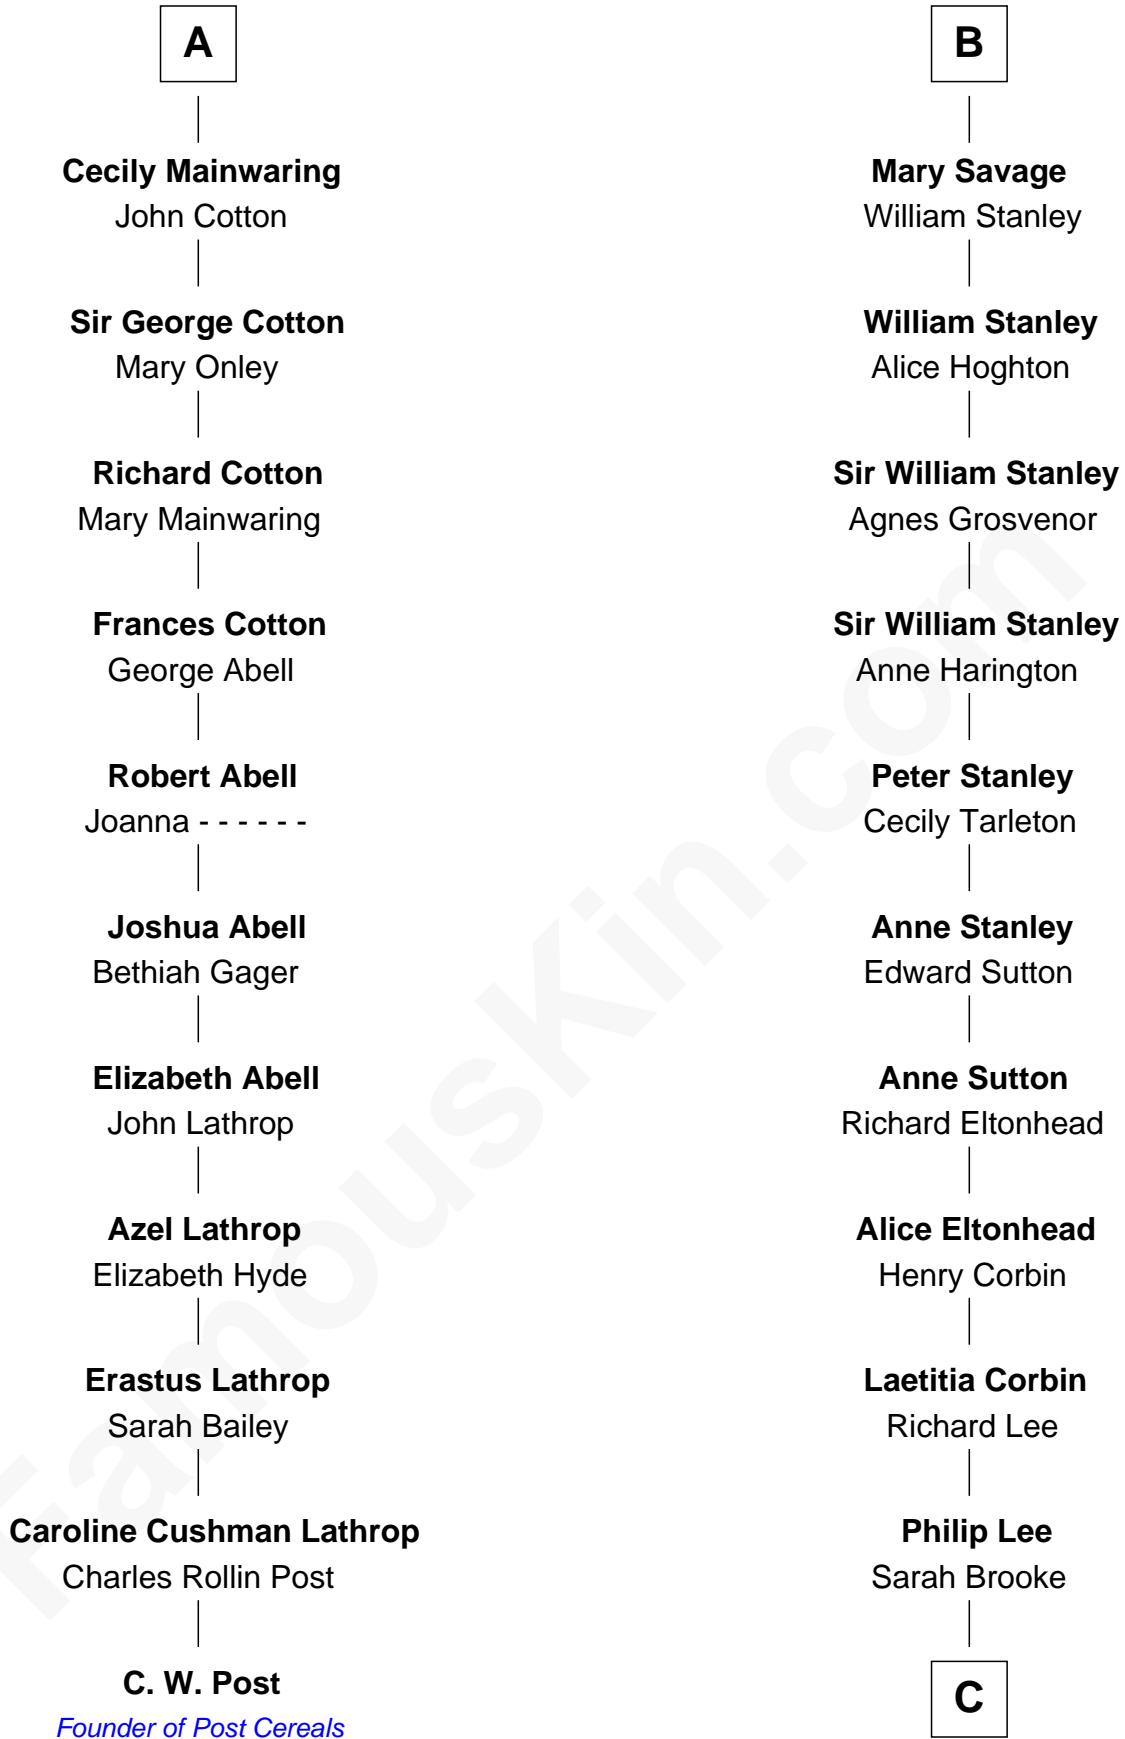 A
Cecily Mainwaring
John Cotton
Sir George Cotton
Mary Onley
Richard Cotton
Mary Mainwaring
Frances Cotton
George Abell
Robert Abell
Joanna - - - - - -
Joshua Abell
Bethiah Gager
Elizabeth Abell
John Lathrop
Azel Lathrop
Elizabeth Hyde
Erastus Lathrop
Sarah Bailey
Caroline Cushman Lathrop
Charles Rollin Post
C. W. Post
Founder of Post Cereals
B
Mary Savage
William Stanley
William Stanley
Alice Hoghton
Sir William Stanley
Agnes Grosvenor
Sir William Stanley
Anne Harington
Peter Stanley
Cecily Tarleton
Anne Stanley
Edward Sutton
Anne Sutton
Richard Eltonhead
Alice Eltonhead
Henry Corbin
Laetitia Corbin
Richard Lee
Philip Lee
Sarah Brooke
C
FamousKin.com